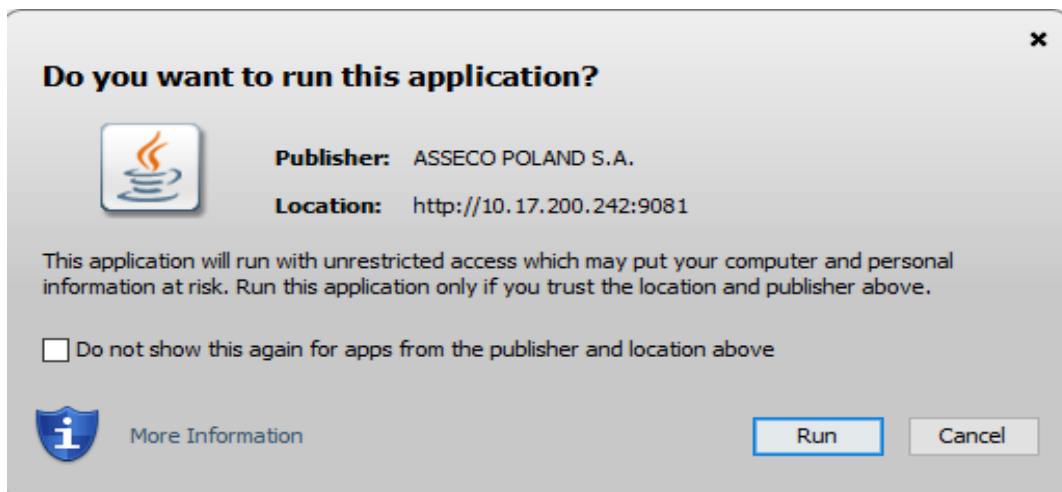 Do you want to run this application?
Publisher: ASSECO POLAND S.A.
Location: http://10.17.200.242:9081
This application will run with unrestricted access which may put your computer and personal
information at risk. Run this application only if you trust the location and publisher above.
Do not show this again for apps from the publisher and location above
More Information
Run
Cancel